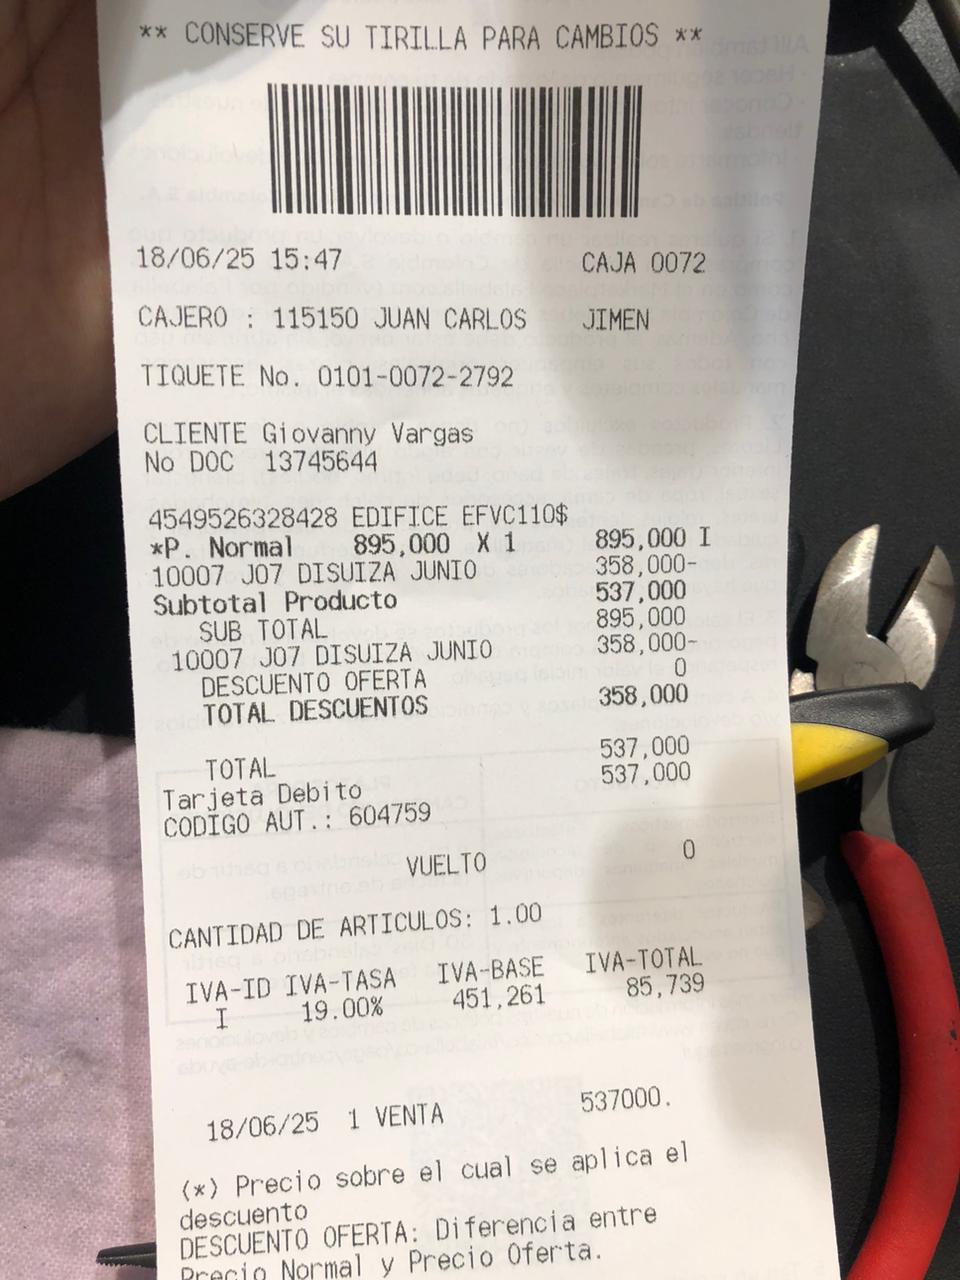 ** CONSERVE SU TIRILLA PARA CAMBIOS **
18/06/25 15:47 CAJA 0072
CAJERO : 115150 JUAN CARLOS JIMEN
TIQUETE No. 0101-0072-2792
CLIENTE Giovanny Vargas
No DOC 13745644
4549526328428 EDIFICE EFVC110$
*P. Normal 895,000 X 1 895,000 I
10007 J07 DISUIZA JUNIO 358,000-
Subtotal Producto 537,000
SUB TOTAL 895,000
10007 J07 DISUIZA JUNIO 358,000-
DESCUENTO OFERTA 0
TOTAL DESCUENTOS 358,000
TOTAL 537,000
Tarjeta Debito 537,000
CODIGO AUT.: 604759
VUELTO 0
CANTIDAD DE ARTICULOS: 1.00
IVA-ID IVA-TASA IVA-BASE IVA-TOTAL
I 19.00% 451,261 85,739
18/06/25 1 VENTA 537000.
(*) Precio sobre el cual se aplica el
descuento
DESCUENTO OFERTA: Diferencia entre
Precio Normal y Precio Oferta.